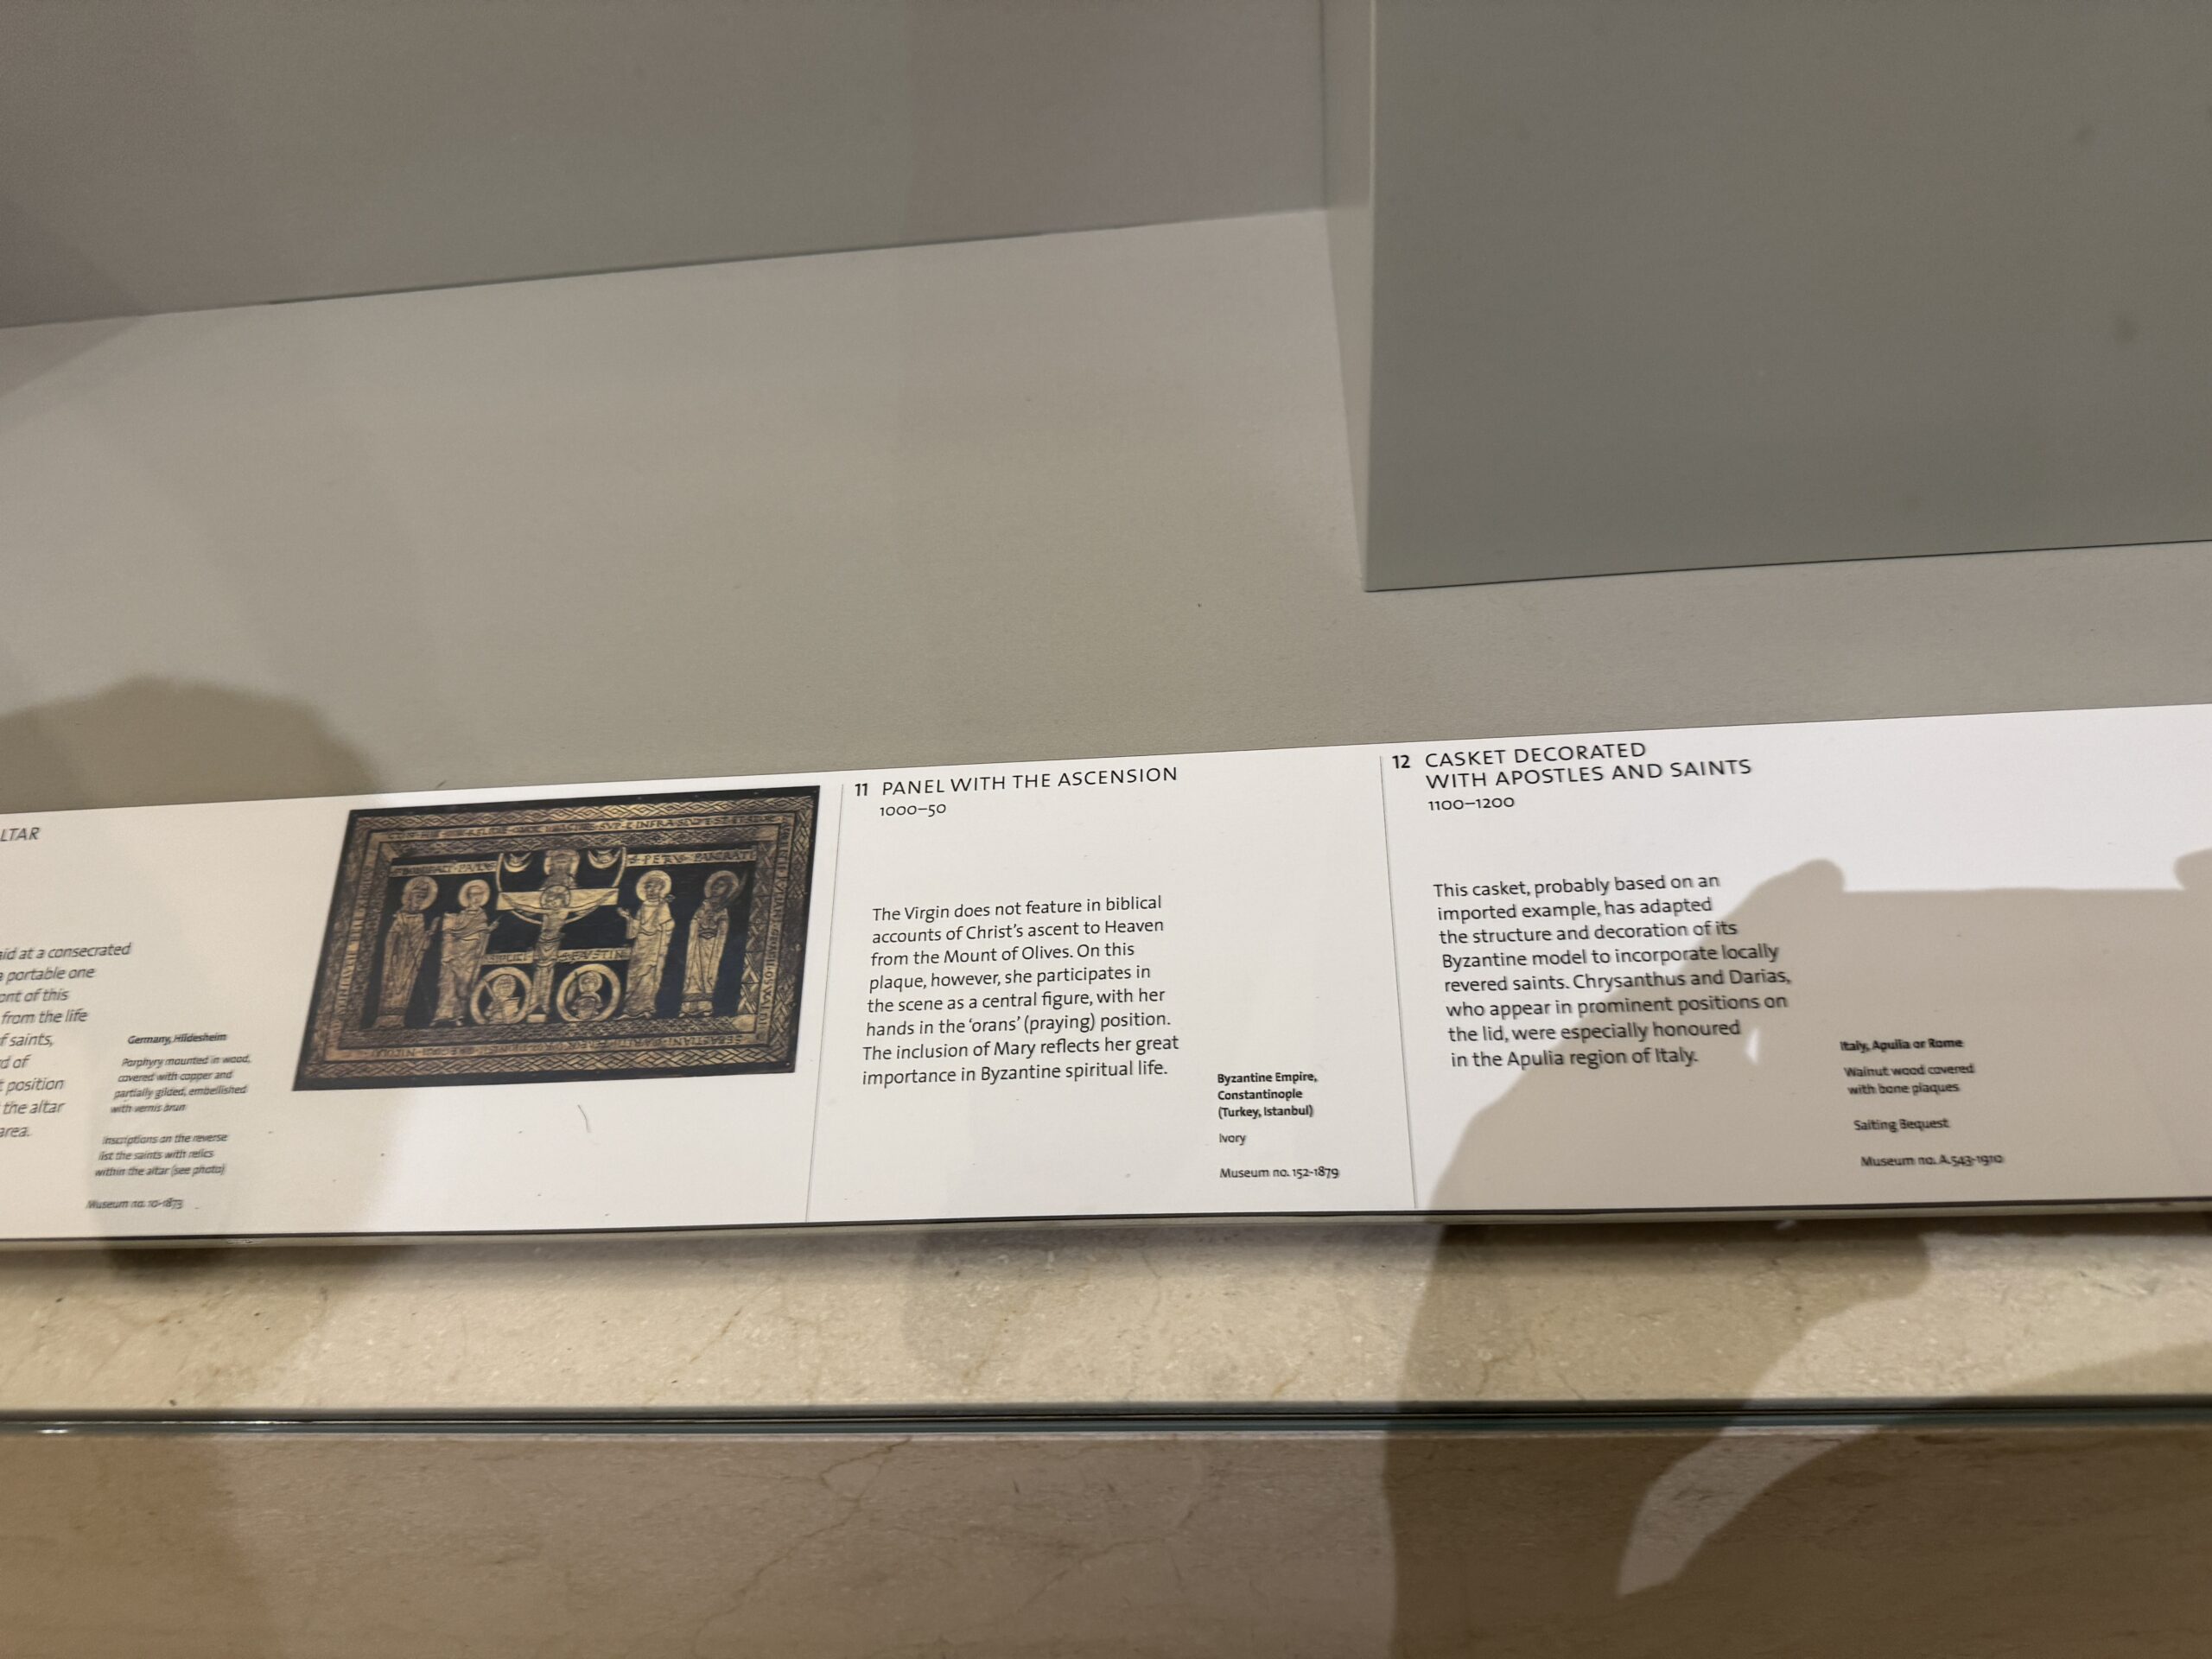 LTAR
aid at a consecrated
a portable one
ont of this
from the life
f saints,
d of
t position
the altar
area.
Germany, Hildesheim
Porphyry mounted in wood,
covered with copper and
partially gilded, embellished
with vernis brun
Inscriptions on the reverse
list the saints with relics
within the altar (see photo)
Museum no. 10-1873
11 PANEL WITH THE ASCENSION
1000–50
The Virgin does not feature in biblical
accounts of Christ's ascent to Heaven
from the Mount of Olives. On this
plaque, however, she participates in
the scene as a central figure, with her
hands in the 'orans' (praying) position.
The inclusion of Mary reflects her great
importance in Byzantine spiritual life.
Byzantine Empire,
Constantinople
(Turkey, Istanbul)
Ivory
Museum no. 152-1879
12 CASKET DECORATED
WITH APOSTLES AND SAINTS
1100–1200
This casket, probably based on an
imported example, has adapted
the structure and decoration of its
Byzantine model to incorporate locally
revered saints. Chrysanthus and Darias,
who appear in prominent positions on
the lid, were especially honoured
in the Apulia region of Italy.
Italy, Apulia or Rome
Walnut wood covered
with bone plaques
Salting Bequest
Museum no. A.543-1910